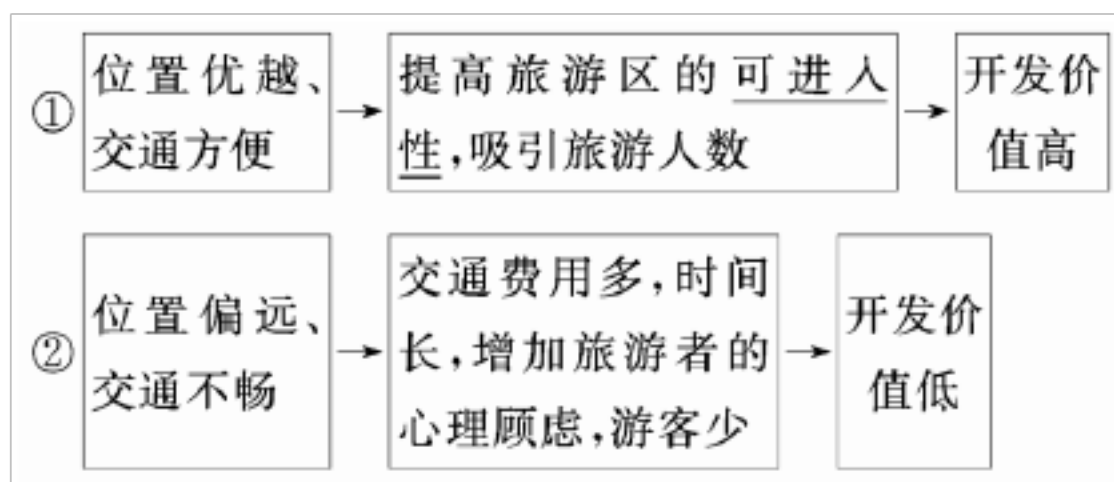 ①
位置优越、
交通方便
提高旅游区的可进入
性,吸引旅游人数
开发价
值高
②
位置偏远、
交通不畅
交通费用多,时间
长,增加旅游者的
心理顾虑,游客少
开发价
值低